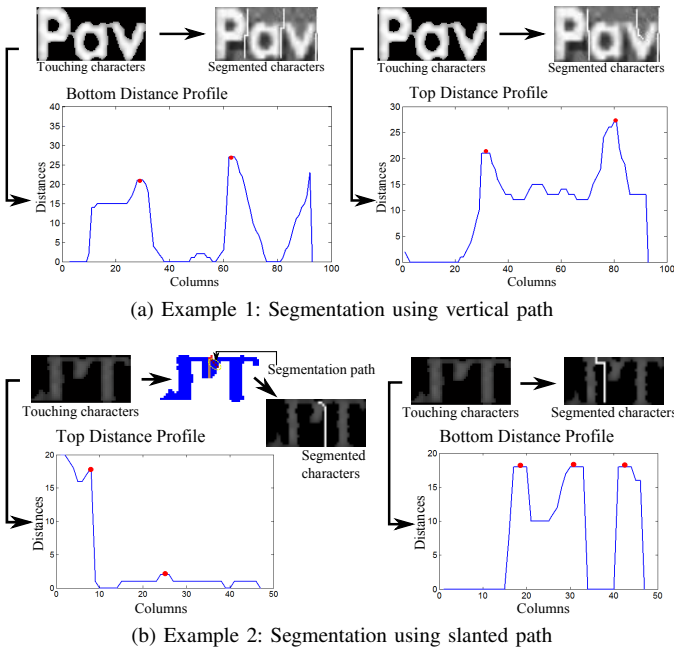 Pav Pav Pav Pav
Touching characters Segmented characters Touching characters Segmented characters
Bottom Distance Profile
40
35
30
25
20
15
10
5
0
Distances
0 20 40 60 80 100
Columns
Top Distance Profile
30
25
20
15
10
5
0
Distances
0 20 40 60 80 100
Columns
(a) Example 1: Segmentation using vertical path
Touching characters
Segmentation path
Segmented
characters
Top Distance Profile
20
15
10
5
0
Distances
0 10 20 30 40 50
Columns
Touching characters Segmented characters
Bottom Distance Profile
20
15
10
5
0
Distances
0 10 20 30 40 50
Columns
(b) Example 2: Segmentation using slanted path